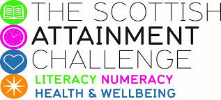 THE SCOTTISH
ATTAINMENT
CHALLENGE
LITERACY NUMERACY
HEALTH & WELLBEING